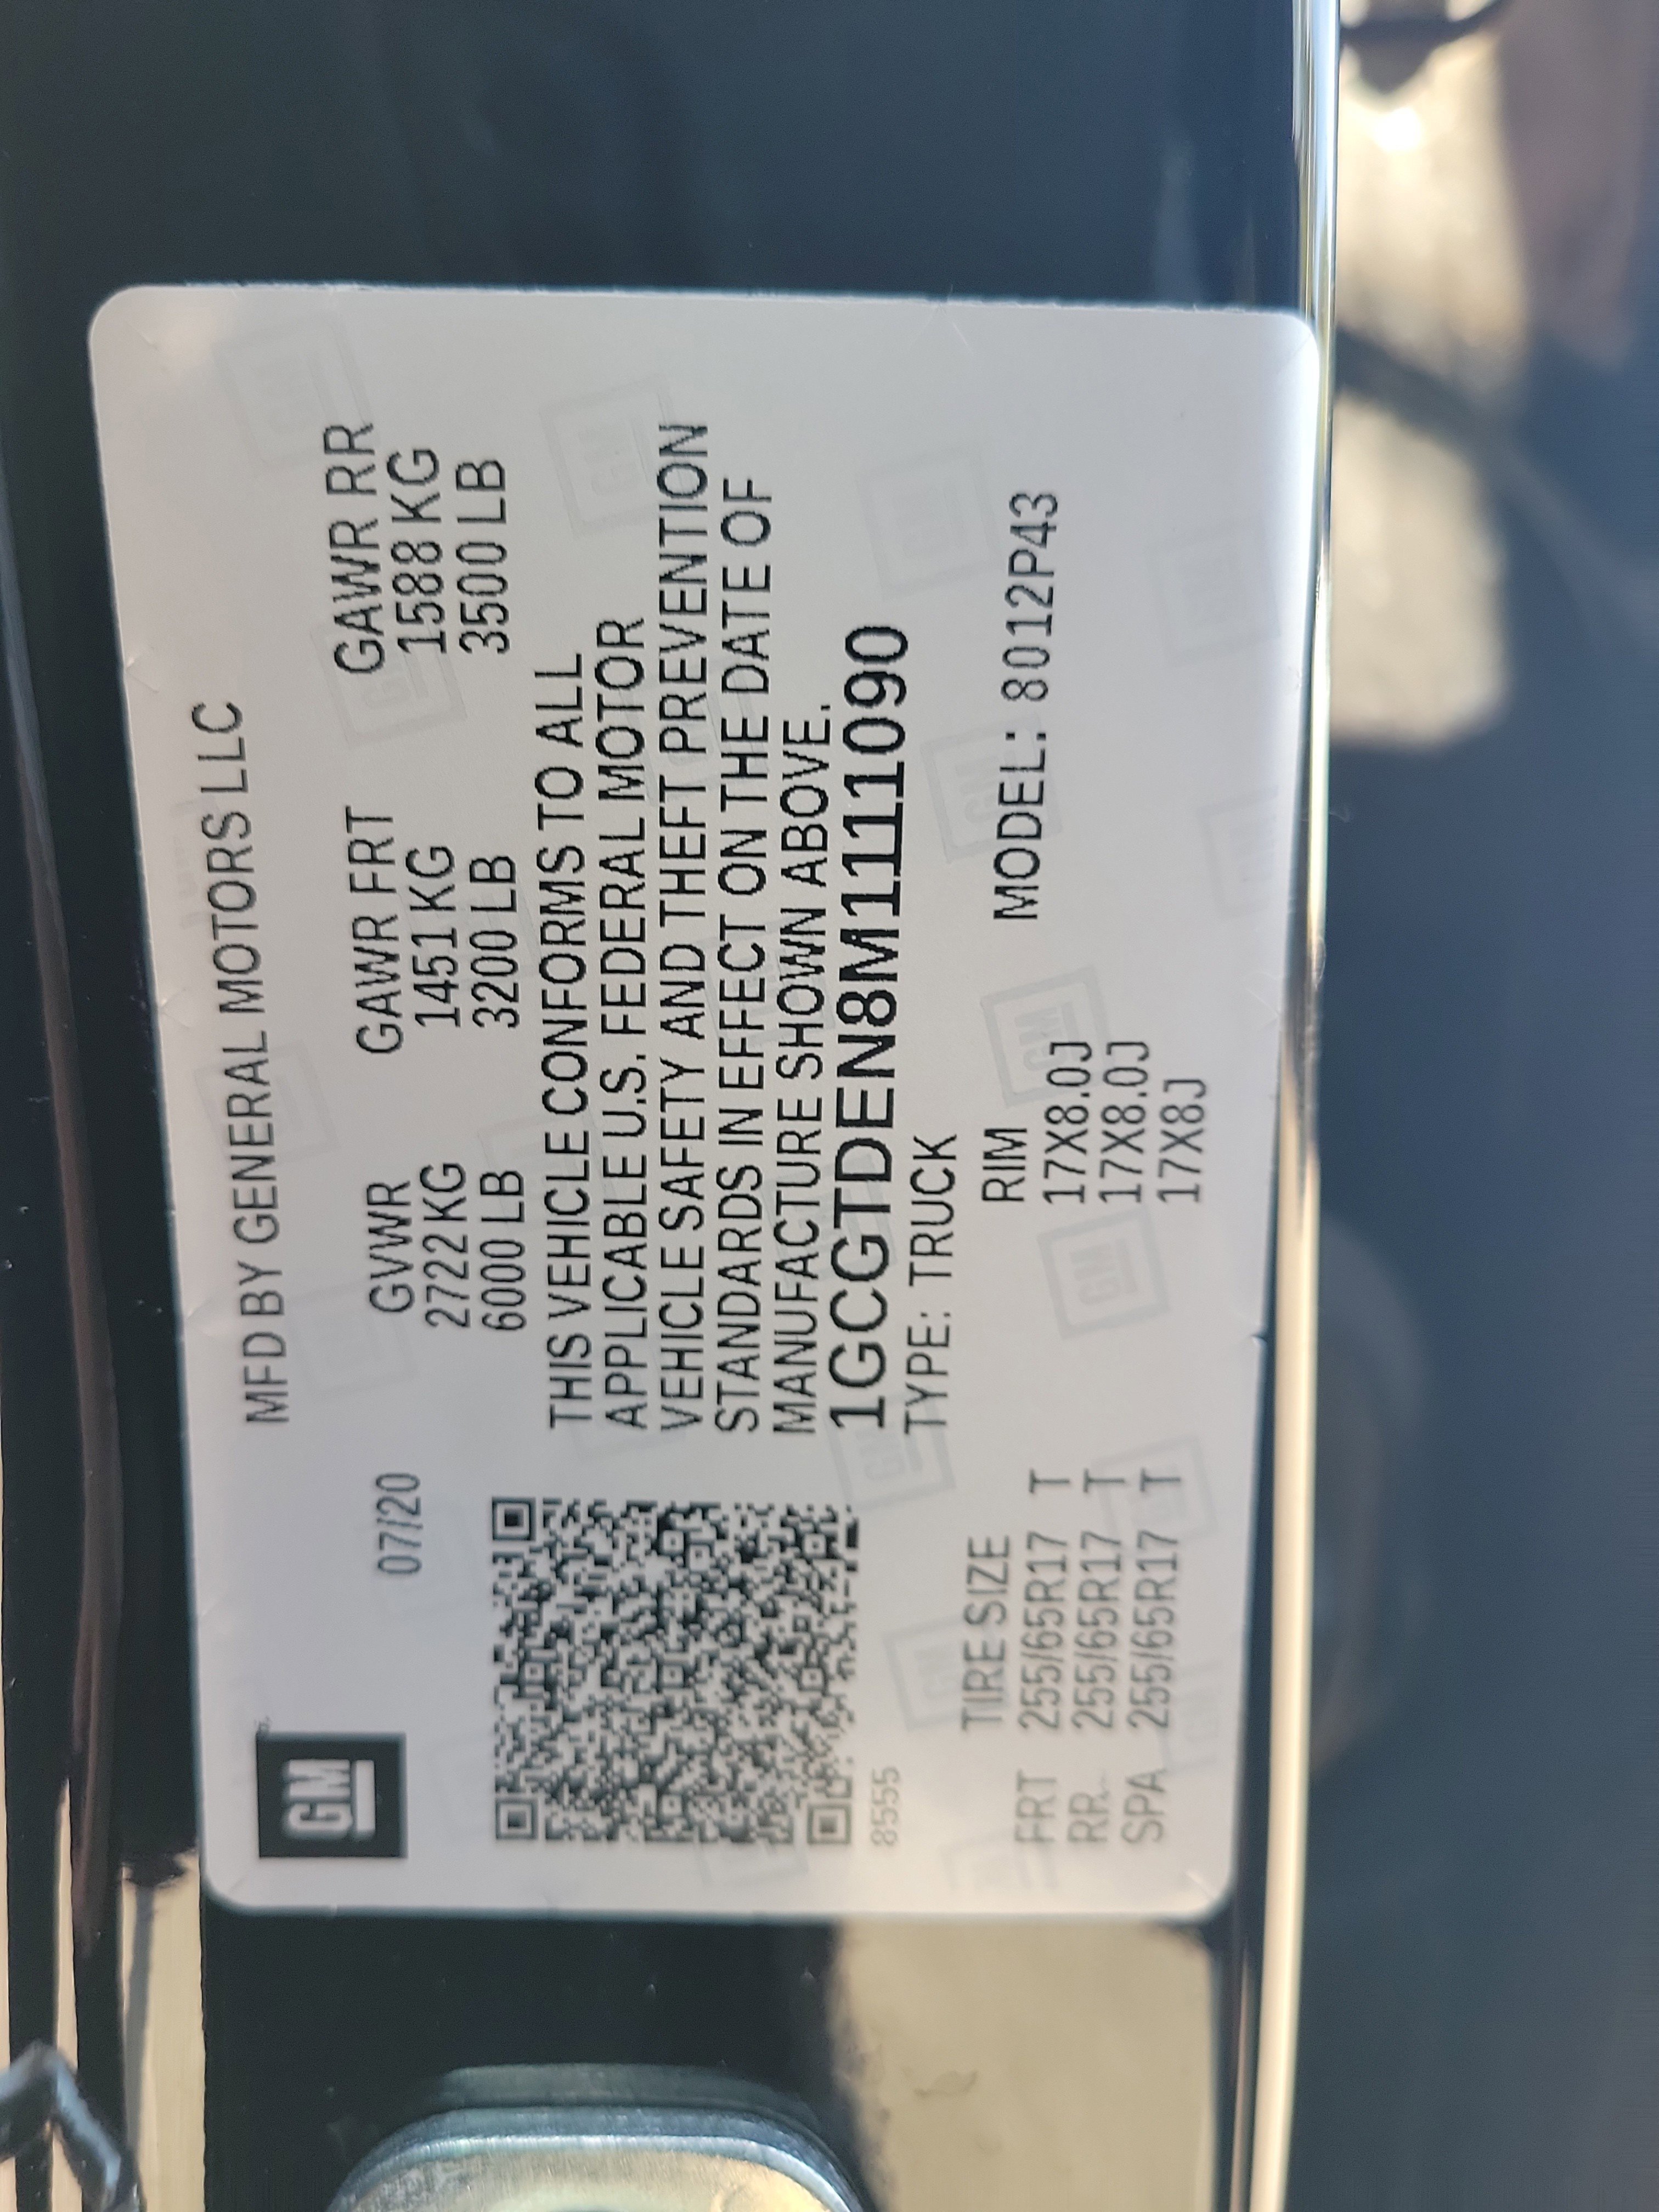 MFD BY GENERAL MOTORS LLC
GM
07/20
GVWR GAWR FRT GAWR RR
2722 KG 1451 KG 1588 KG
6000 LB 3200 LB 3500 LB
THIS VEHICLE CONFORMS TO ALL
APPLICABLE U.S. FEDERAL MOTOR
VEHICLE SAFETY AND THEFT PREVENTION
STANDARDS IN EFFECT ON THE DATE OF
MANUFACTURE SHOWN ABOVE.
1GCGTDEN8M1111090
8555
TYPE: TRUCK
TIRE SIZE RIM MODEL: 8012P43
FRT 255/65R17 T 17X8.0J
RR 255/65R17 T 17X8.0J
SPA 255/65R17 T 17X8J